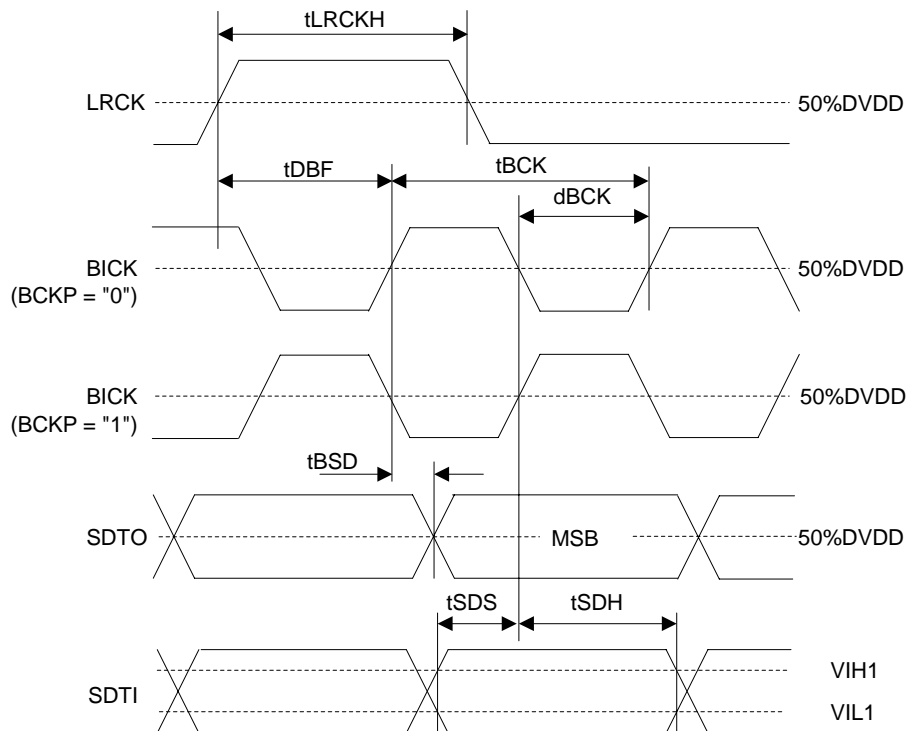 tLRCKH
LRCK
50%DVDD
tDBF
tBCK
dBCK
BICK
(BCKP = "0")
50%DVDD
BICK
(BCKP = "1")
50%DVDD
tBSD
SDTO
MSB
50%DVDD
tSDS
tSDH
SDTI
VIH1
VIL1